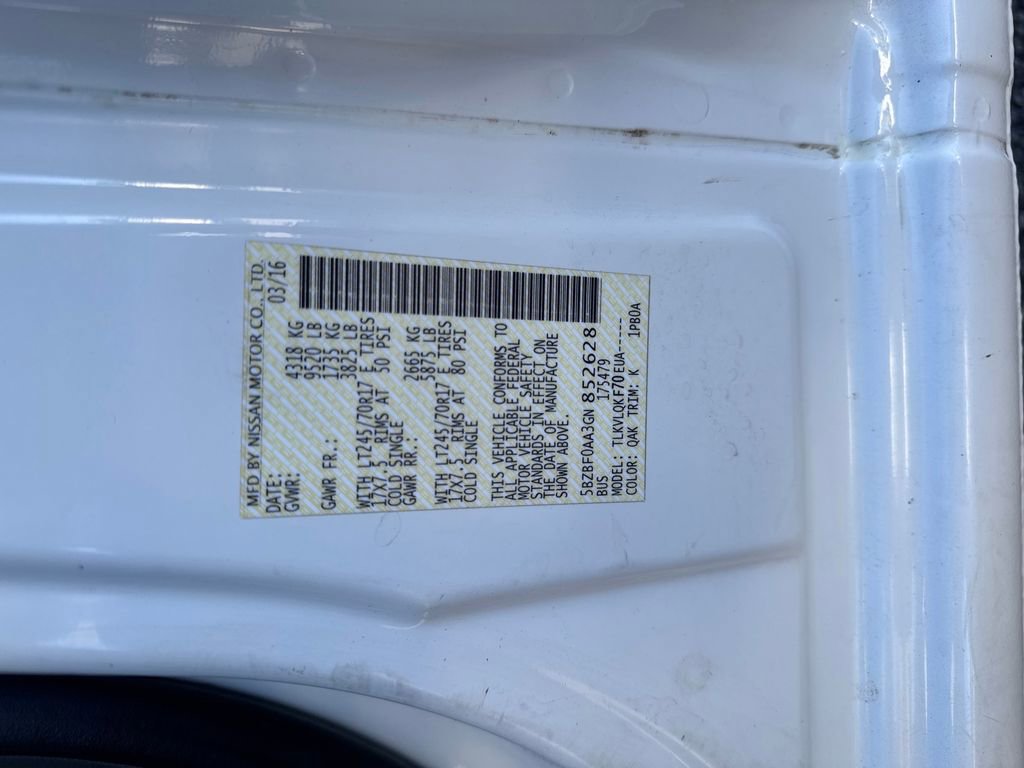 MFD BY NISSAN MOTOR CO., LTD
DATE: 03/16
GVWR: 4318 KG
9520 LB
GAWR FR.: 1735 KG
3825 LB
WITH LT245/70R17 E TIRES
17X7.5 RIMS AT 50 PSI
COLD SINGLE
GAWR RR.: 2665 KG
5875 LB
WITH LT245/70R17 E TIRES
17X7.5 RIMS AT 80 PSI
COLD SINGLE
THIS VEHICLE CONFORMS TO
ALL APPLICABLE FEDERAL
MOTOR VEHICLE SAFETY
STANDARDS IN EFFECT ON
THE DATE OF MANUFACTURE
SHOWN ABOVE..
5BZBF0AA3GN 852628
BUS 175479
MODEL: TLKVLQKF70EUA-----
COLOR: QAK TRIM: K 1PB0A